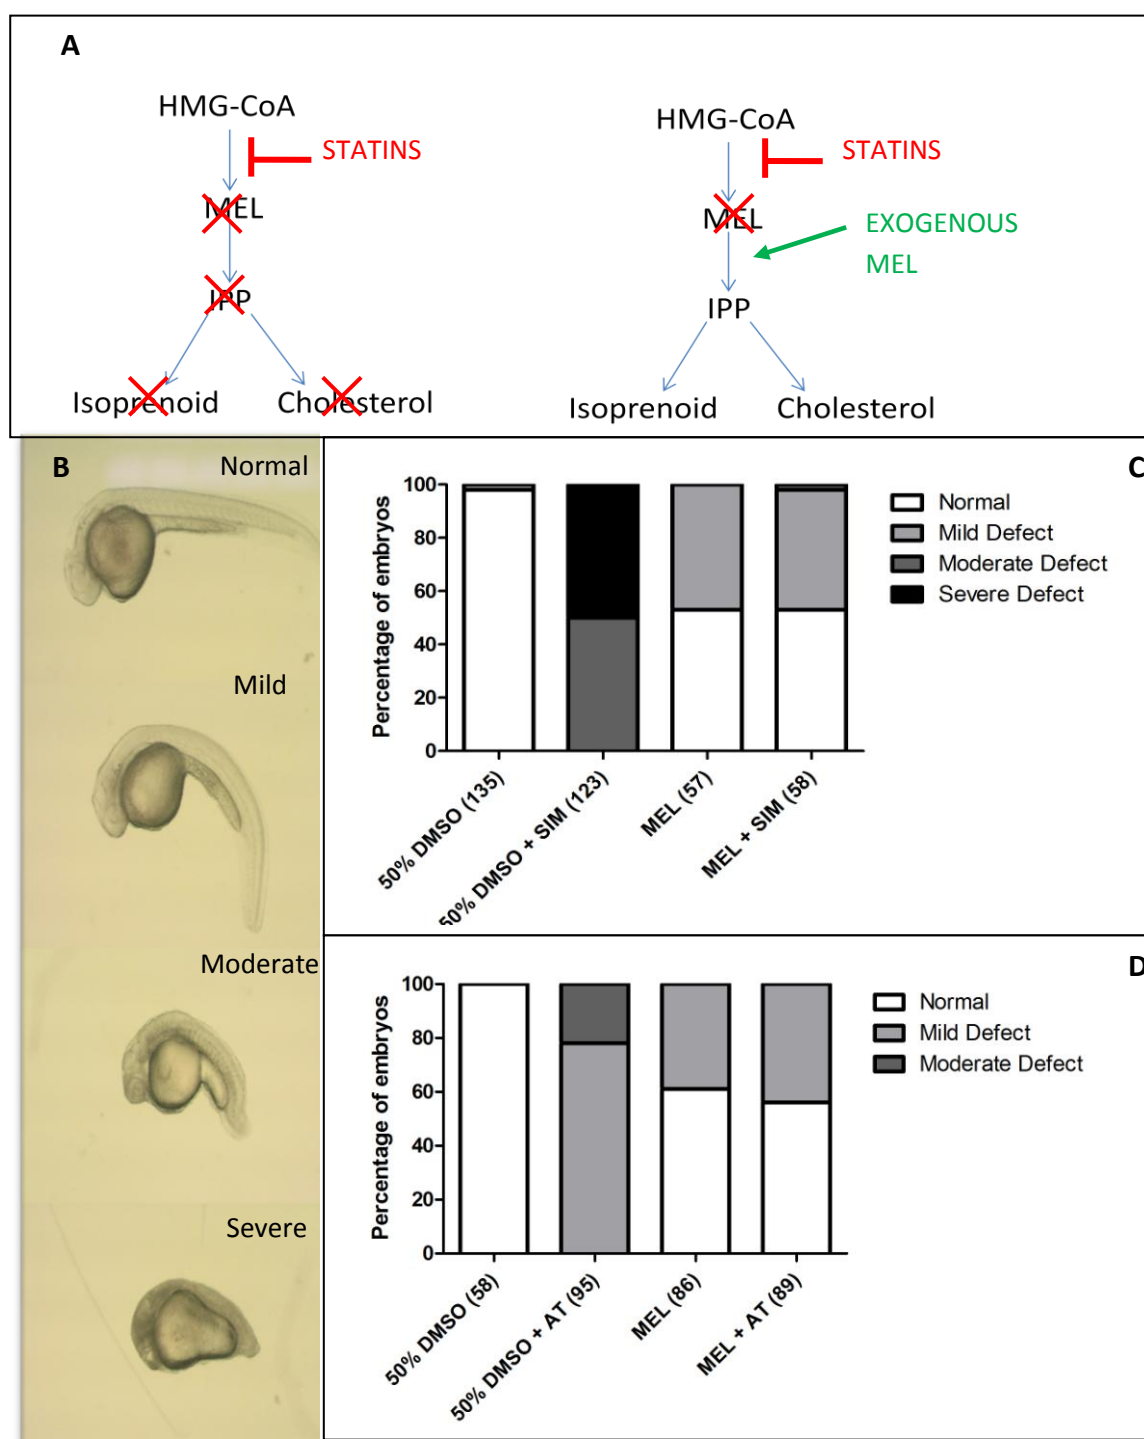 A
HMG-CoA
STATINS
MEL
IPP
Isoprenoid
Cholesterol
HMG-CoA
STATINS
MEL
EXOGENOUS
MEL
IPP
Isoprenoid
Cholesterol
B
Normal
Mild
Moderate
Severe
C
Percentage of embryos
100
80
60
40
20
0
50% DMSO (135)
50% DMSO + SIM (123)
MEL (57)
MEL + SIM (58)
Normal
Mild Defect
Moderate Defect
Severe Defect
D
Percentage of embryos
100
80
60
40
20
0
50% DMSO (58)
50% DMSO + AT (95)
MEL (86)
MEL + AT (89)
Normal
Mild Defect
Moderate Defect